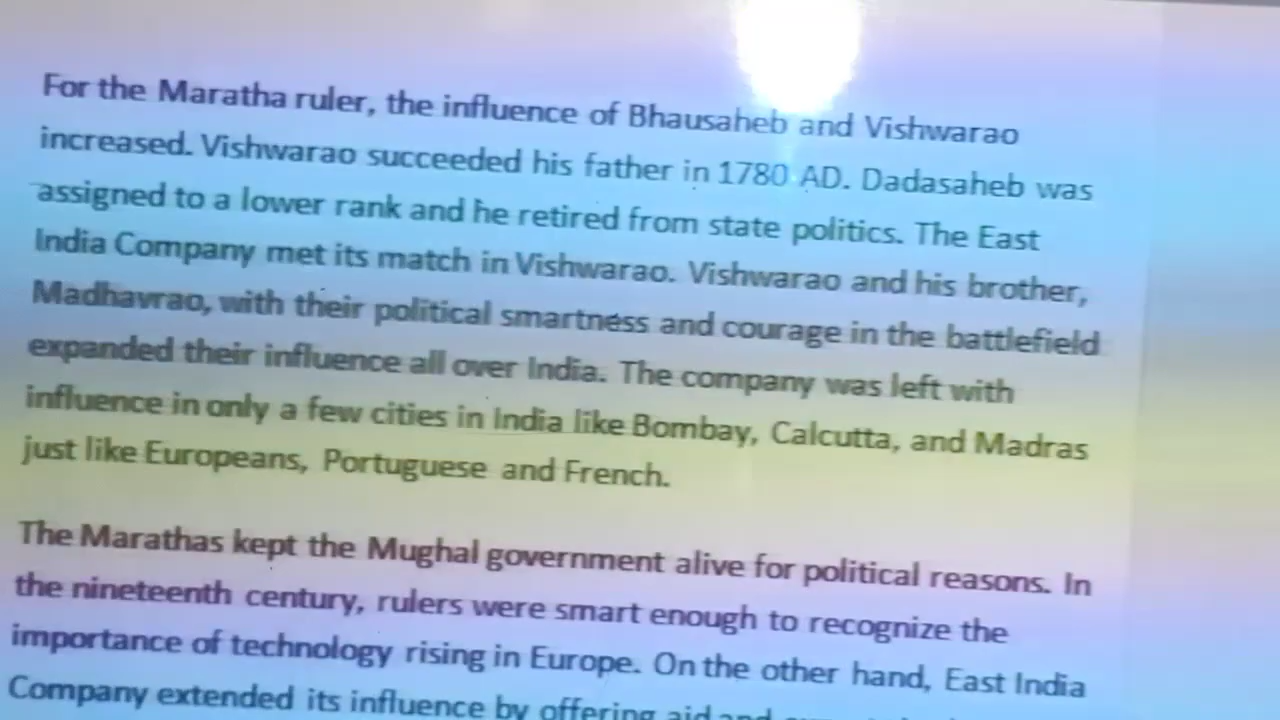 For the Maratha ruler, the influence of Bhausaheb and Vishwarao
increased. Vishwarao succeeded his father in 1780 AD. Dadasaheb was
assigned to a lower rank and he retired from state politics. The East
India Company met its match in Vishwarao. Vishwarao and his brother,
Madhavrao, with their political smartness and courage in the battlefield
expanded their influence all over India. The company was left with
influence in only a few cities in India like Bombay, Calcutta, and Madras
just like Europeans, Portuguese and French.
The Marathas kept the Mughal government alive for political reasons. In
the nineteenth century, rulers were smart enough to recognize the
importance of technology rising in Europe. On the other hand, East India
Company extended its influence by offering aid and